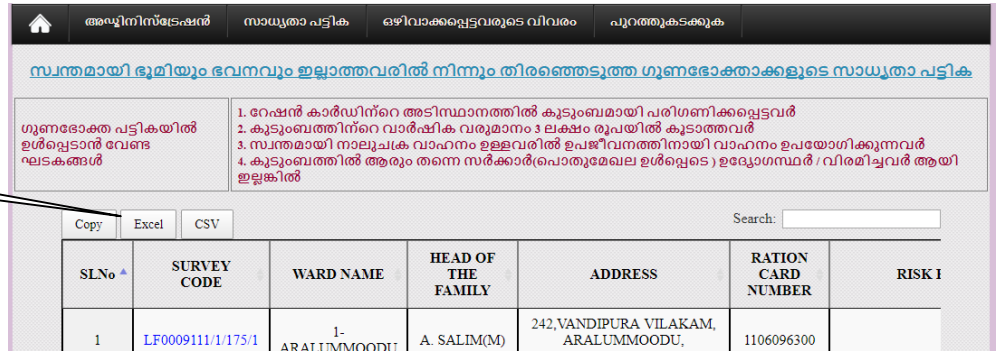 അഡ്മിനിസ്ട്രേഷൻ സാധ്യതാ പട്ടിക ഒഴിവാക്കപ്പെട്ടവരുടെ വിവരം പുറത്തുകടക്കുക
സ്വന്തമായി ഭൂമിയും ഭവനവും ഇല്ലാത്തവരിൽ നിന്നും തിരഞ്ഞെടുത്ത ഗുണഭോക്താക്കളുടെ സാധ്യതാ പട്ടിക
ഗുണഭോക്ത പട്ടികയിൽ
ഉൾപ്പെടാൻ വേണ്ട
ഘടകങ്ങൾ
1. റേഷൻ കാർഡിന്റെ അടിസ്ഥാനത്തിൽ കുടുംബമായി പരിഗണിക്കപ്പെട്ടവർ
2. കുടുംബത്തിന്റെ വാർഷിക വരുമാനം 3 ലക്ഷം രൂപയിൽ കൂടാത്തവർ
3. സ്വന്തമായി നാലുചക്ര വാഹനം ഉള്ളവരിൽ ഉപജീവനത്തിനായി വാഹനം ഉപയോഗിക്കുന്നവർ
4. കുടുംബത്തിൽ ആരും തന്നെ സർക്കാർ(പൊതുമേഖല ഉൾപ്പെടെ ) ഉദ്യോഗസ്ഥർ / വിരമിച്ചവർ ആയി
ഇല്ലങ്കിൽ
Copy Excel CSV Search:
SLNo
SURVEY
CODE
WARD NAME
HEAD OF
THE
FAMILY
ADDRESS
RATION
CARD
NUMBER
RISK
1
LF0009111/1/175/1
1-
ARALUMMOODU
A. SALIM(M)
242,VANDIPURA VILAKAM,
ARALUMMOODU,
1106096300